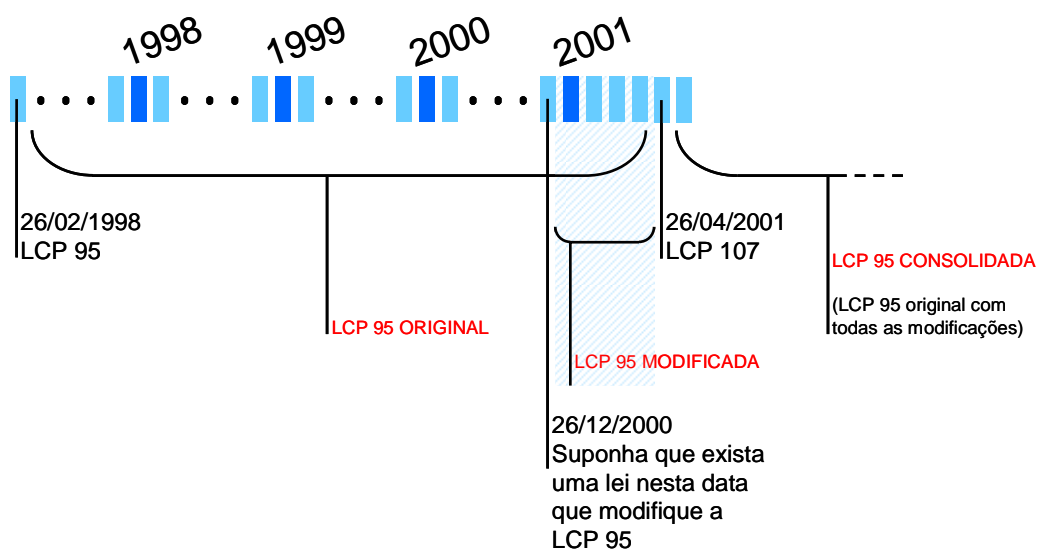 1998
1999
2000
2001
26/02/1998
LCP 95
26/04/2001
LCP 107
LCP 95 CONSOLIDADA
(LCP 95 original com
todas as modificações)
LCP 95 ORIGINAL
LCP 95 MODIFICADA
26/12/2000
Suponha que exista
uma lei nesta data
que modifique a
LCP 95